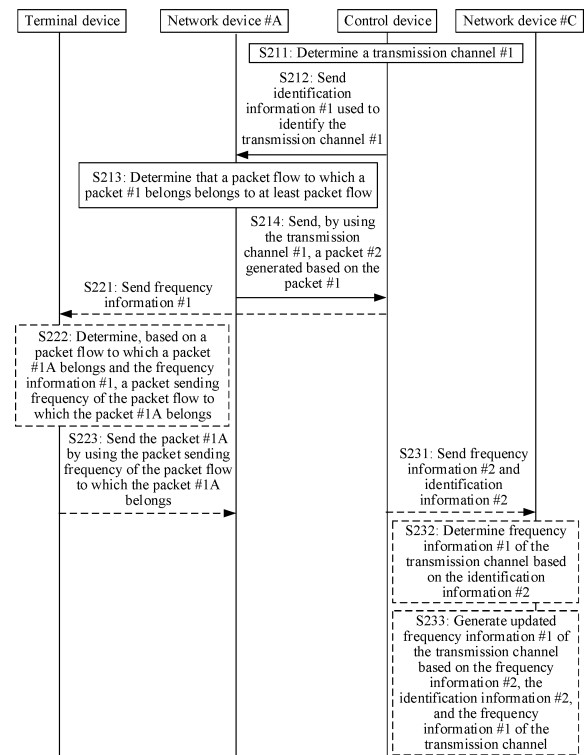 Terminal device
Network device #A
Control device
Network device #C
S211: Determine a transmission channel #1
S212: Send
identification
information #1 used to
identify the
transmission channel #1
S213: Determine that a packet flow to which a
packet #1 belongs belongs to at least packet flow
S214: Send, by using
the transmission
channel #1, a packet #2
generated based on the
packet #1
S221: Send frequency
information #1
S222: Determine, based on a
packet flow to which a packet
#1A belongs and the frequency
information #1, a packet sending
frequency of the packet flow to
which the packet #1A belongs
S223: Send the packet #1A
by using the packet sending
frequency of the packet flow
to which the packet #1A
belongs
S231: Send frequency
information #2 and
identification
information #2
S232: Determine frequency
information #1 of the
transmission channel based
on the identification
information #2
S233: Generate updated
frequency information #1 of
the transmission channel
based on the frequency
information #2, the
identification information #2,
and the frequency
information #1 of the
transmission channel